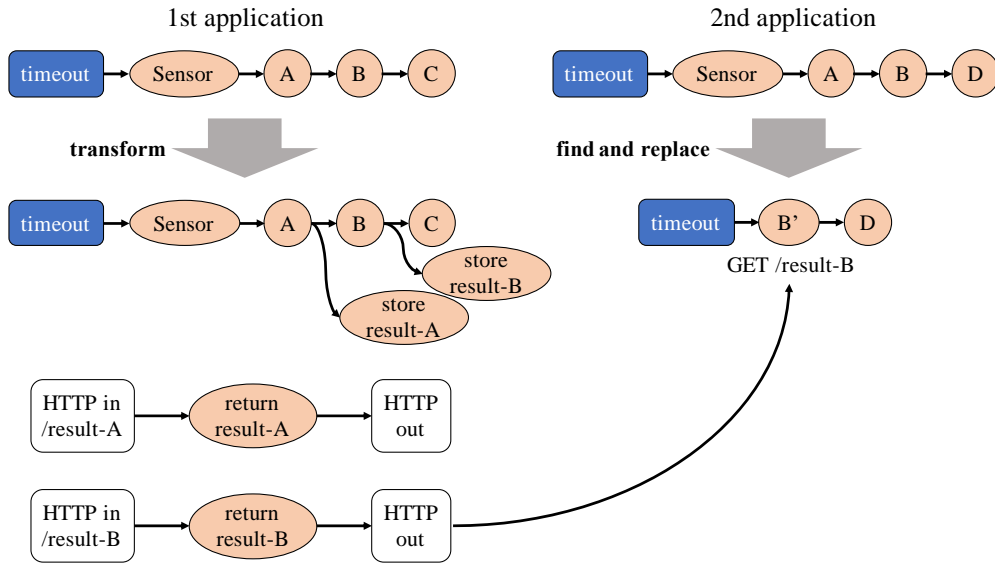 1st application
2nd application
timeout
Sensor
A
B
C
timeout
Sensor
A
B
D
transform
find and replace
timeout
Sensor
A
B
C
store
result-B
store
result-A
timeout
B’
D
GET /result-B
HTTP in
/result-A
return
result-A
HTTP
out
HTTP in
/result-B
return
result-B
HTTP
out